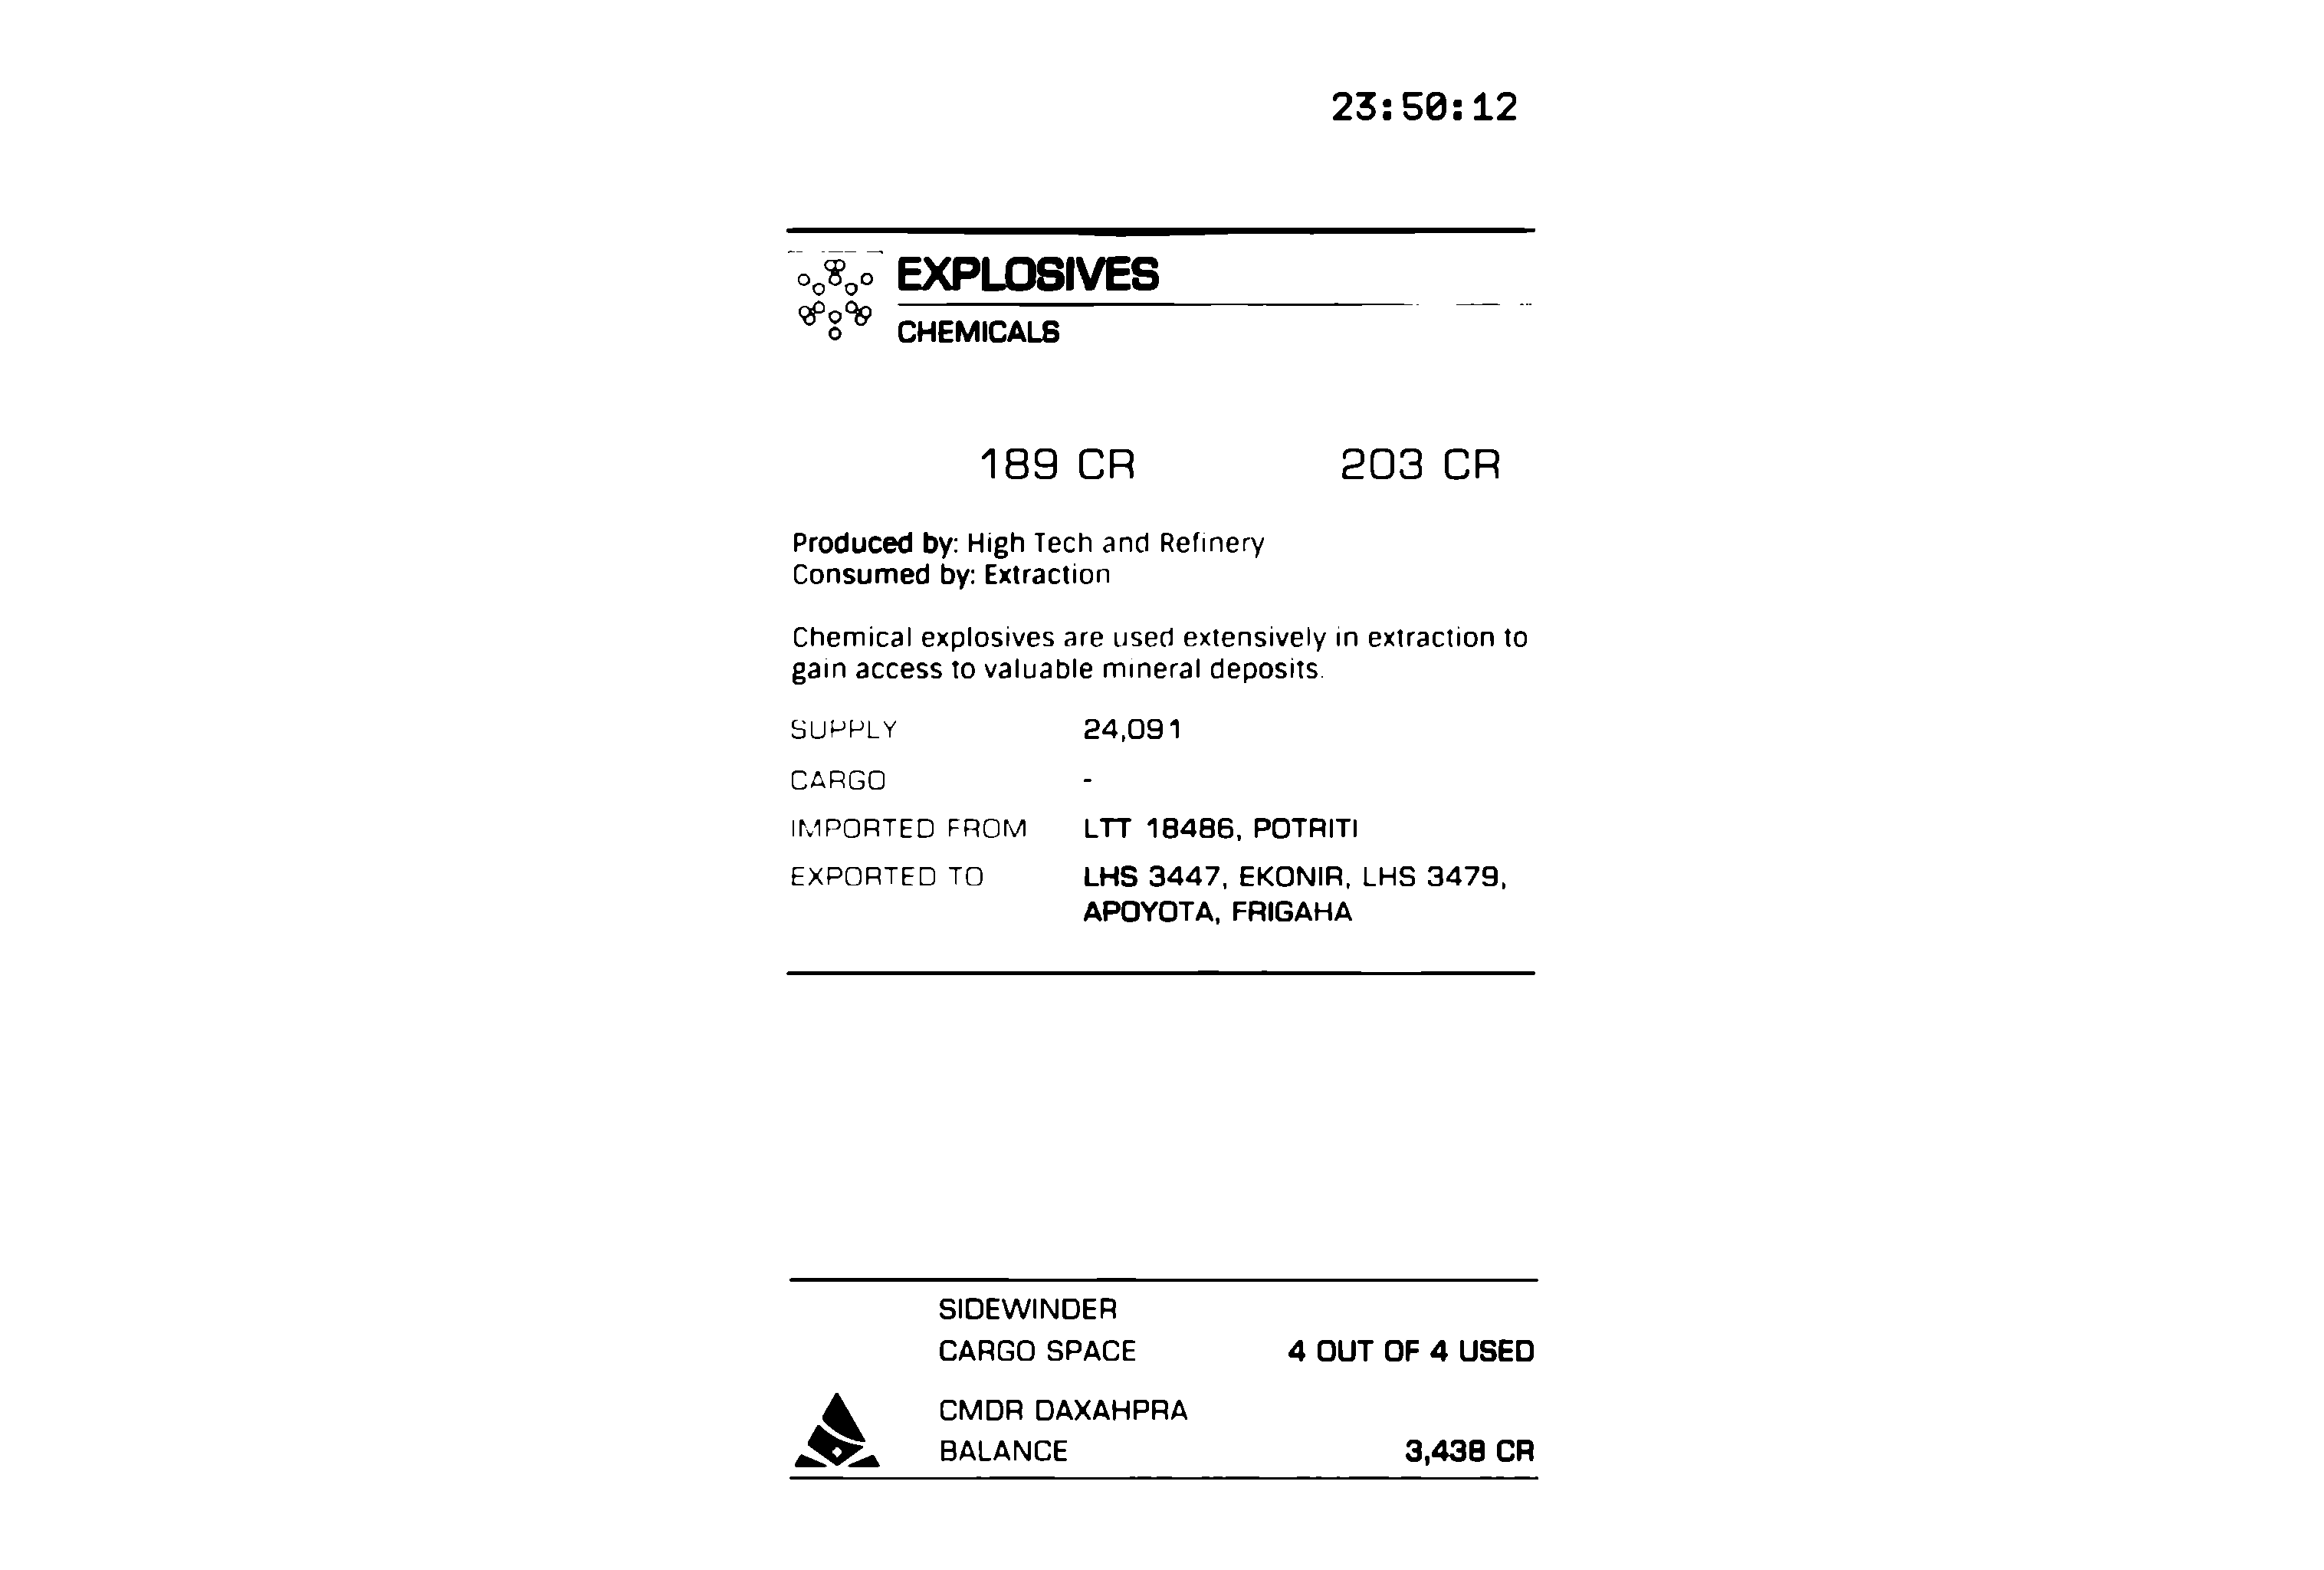 23:50:12
EXPLOSIVES
CHEMICALS
189 CR 203 CR
Produced by: High Tech and Refinery
Consumed by: Extraction
Chemical explosives are used extensively in extraction to
gain access to valuable mineral deposits.
SUPPLY 24,091
CARGO -
IMPORTED FROM LTT 18486, POTRITI
EXPORTED TO LHS 3447, EKONIR, LHS 3479,
APOYOTA, FRIGAHA
SIDEWINDER
CARGO SPACE 4 OUT OF 4 USED
CMDR DAXAHPRA
BALANCE 3,438 CR